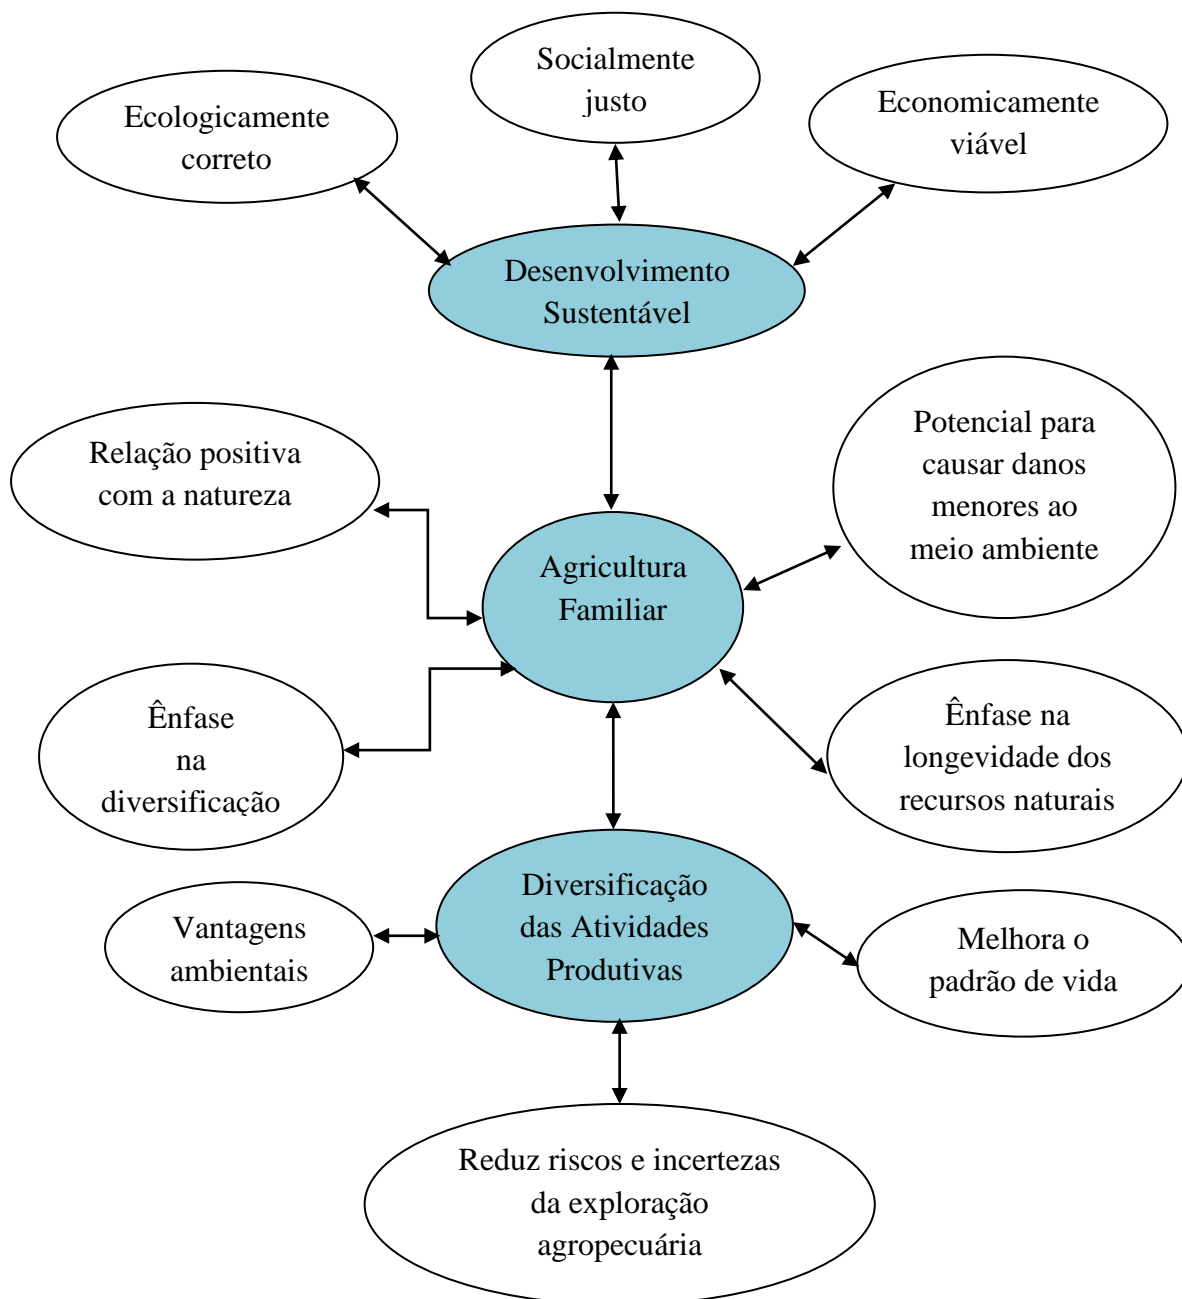 Socialmente
justo
Ecologicamente
correto
Economicamente
viável
Desenvolvimento
Sustentável
Relação positiva
com a natureza
Potencial para
causar danos
menores ao
meio ambiente
Agricultura
Familiar
Ênfase
na
diversificação
Ênfase na
longevidade dos
recursos naturais
Diversificação
das Atividades
Produtivas
Vantagens
ambientais
Melhora o
padrão de vida
Reduz riscos e incertezas
da exploração
agropecuária